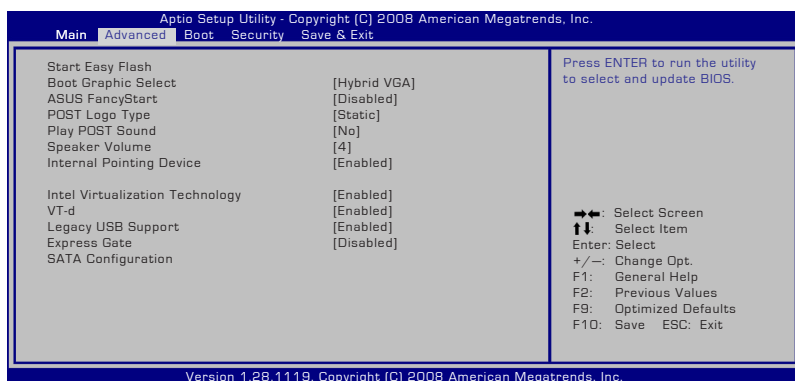 Aptio Setup Utility - Copyright (C) 2008 American Megatrends, Inc.
Main Advanced Boot Security Save & Exit
Start Easy Flash
Boot Graphic Select [Hybrid VGA]
ASUS FancyStart [Disabled]
POST Logo Type [Static]
Play POST Sound [No]
Speaker Volume [4]
Internal Pointing Device [Enabled]
Intel Virtualization Technology [Enabled]
VT-d [Enabled]
Legacy USB Support [Enabled]
Express Gate [Disabled]
SATA Configuration
Press ENTER to run the utility
to select and update BIOS.
→←: Select Screen
↑↓: Select Item
Enter: Select
+/—: Change Opt.
F1: General Help
F2: Previous Values
F9: Optimized Defaults
F10: Save ESC: Exit
Version 1.28.1119. Copyright (C) 2008 American Megatrends, Inc.